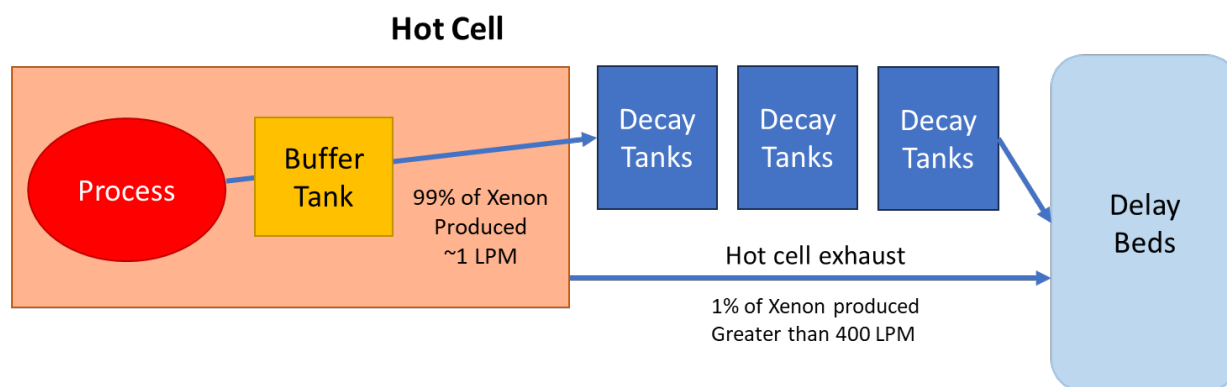 Hot Cell
Process
Buffer
Tank
99% of Xenon
Produced
~1 LPM
Decay
Tanks
Decay
Tanks
Decay
Tanks
Hot cell exhaust
1% of Xenon produced
Greater than 400 LPM
Delay
Beds